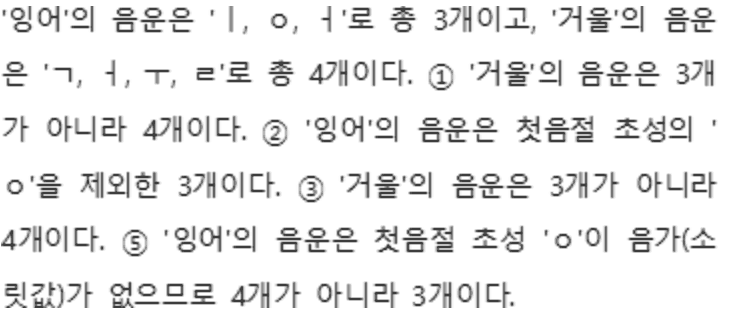 '잉어'의 음운은 'ㅣ, ㅇ, ㅓ'로 총 3개이고, '거울'의 음운
은 'ㄱ, ㅓ, ㅜ, ㄹ'로 총 4개이다. ① '거울'의 음운은 3개
가 아니라 4개이다. ② '잉어'의 음운은 첫음절 초성의 '
ㅇ'을 제외한 3개이다. ③ '거울'의 음운은 3개가 아니라
4개이다. ⑤ '잉어'의 음운은 첫음절 초성 'ㅇ'이 음가(소
릿값)가 없으므로 4개가 아니라 3개이다.